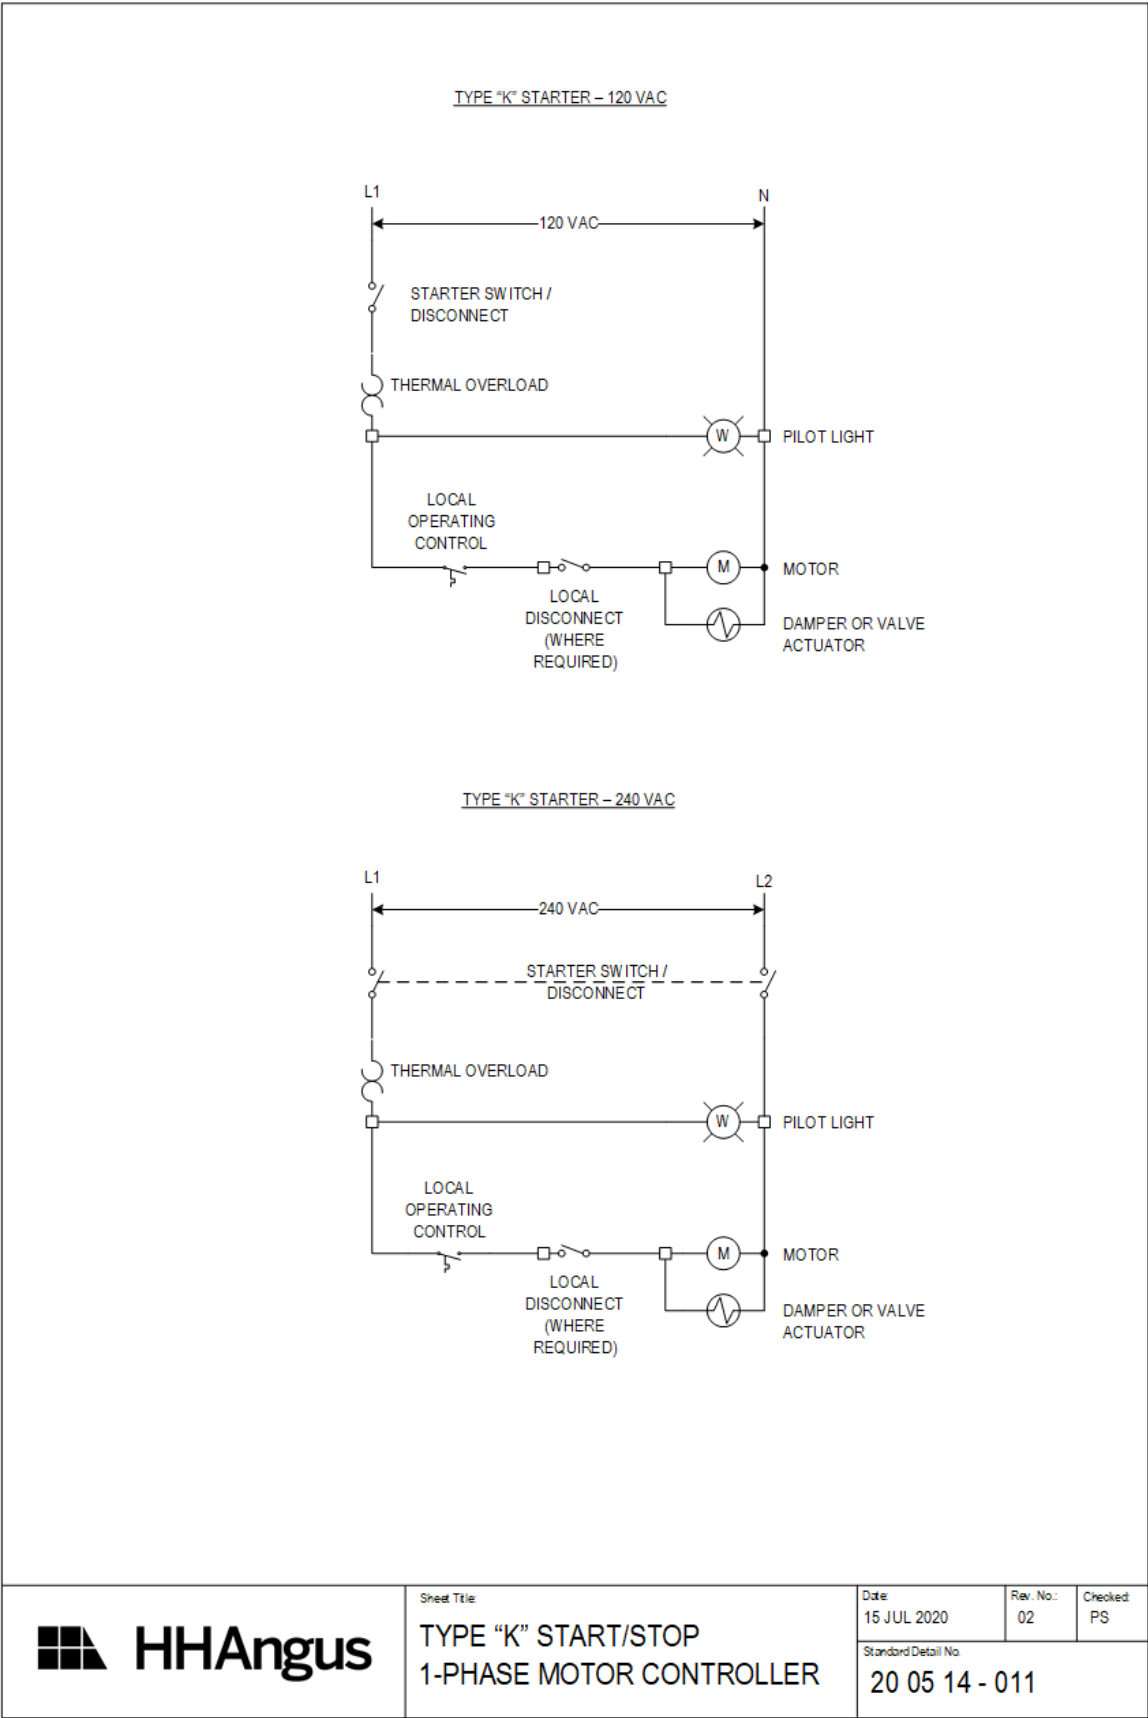 TYPE “K” STARTER – 120 VAC
L1
N
120 VAC
STARTER SWITCH /
DISCONNECT
THERMAL OVERLOAD
W
PILOT LIGHT
LOCAL
OPERATING
CONTROL
M
MOTOR
LOCAL
DISCONNECT
(WHERE
REQUIRED)
DAMPER OR VALVE
ACTUATOR
TYPE “K” STARTER – 240 VAC
L1
L2
240 VAC
STARTER SWITCH /
DISCONNECT
THERMAL OVERLOAD
W
PILOT LIGHT
LOCAL
OPERATING
CONTROL
M
MOTOR
LOCAL
DISCONNECT
(WHERE
REQUIRED)
DAMPER OR VALVE
ACTUATOR
HHAngus
Sheet Title:
TYPE “K” START/STOP
1-PHASE MOTOR CONTROLLER
Date:
15 JUL 2020
Rev. No.:
02
Checked:
PS
Standard Detail No.
20 05 14 - 011